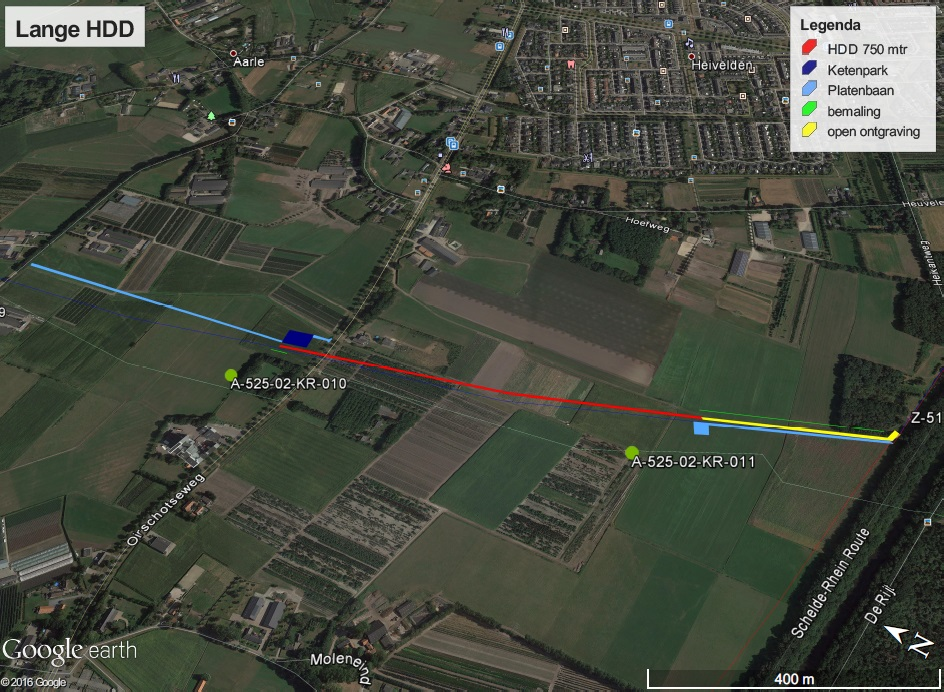 Lange HDD
Legenda
HDD 750 mtr
Ketenpark
Platenbaan
bemaling
open ontgraving
Aarle
Heivelden
Hoefweg
A-525-02-KR-010
A-525-02-KR-011
Z-51
9
Oirschotseweg
Moleneind
Schelde-Rhein Route
De Rijt
N
Google earth
© 2016 Google
400 m